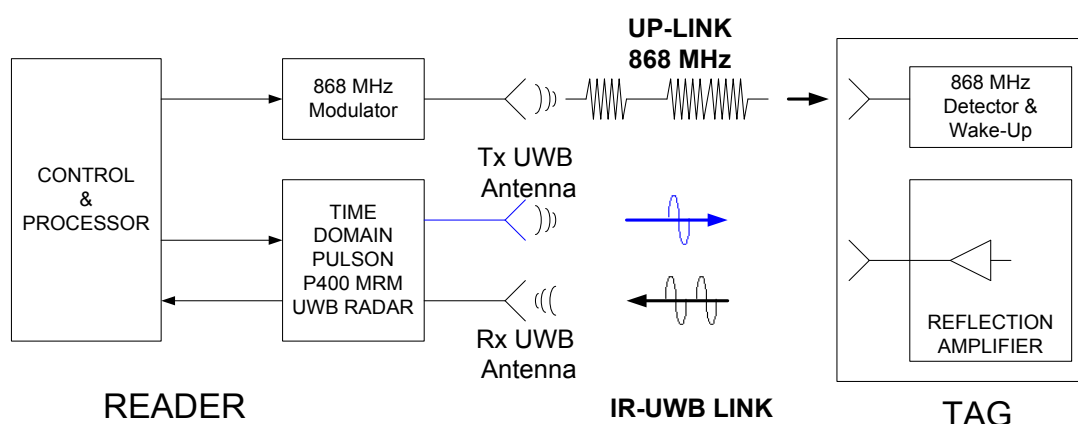 UP-LINK
868 MHz
868 MHz
Modulator
868 MHz
Detector &
Wake-Up
CONTROL
&
PROCESSOR
Tx UWB
Antenna
TIME
DOMAIN
PULSON
P400 MRM
UWB RADAR
Rx UWB
Antenna
REFLECTION
AMPLIFIER
READER
IR-UWB LINK
TAG